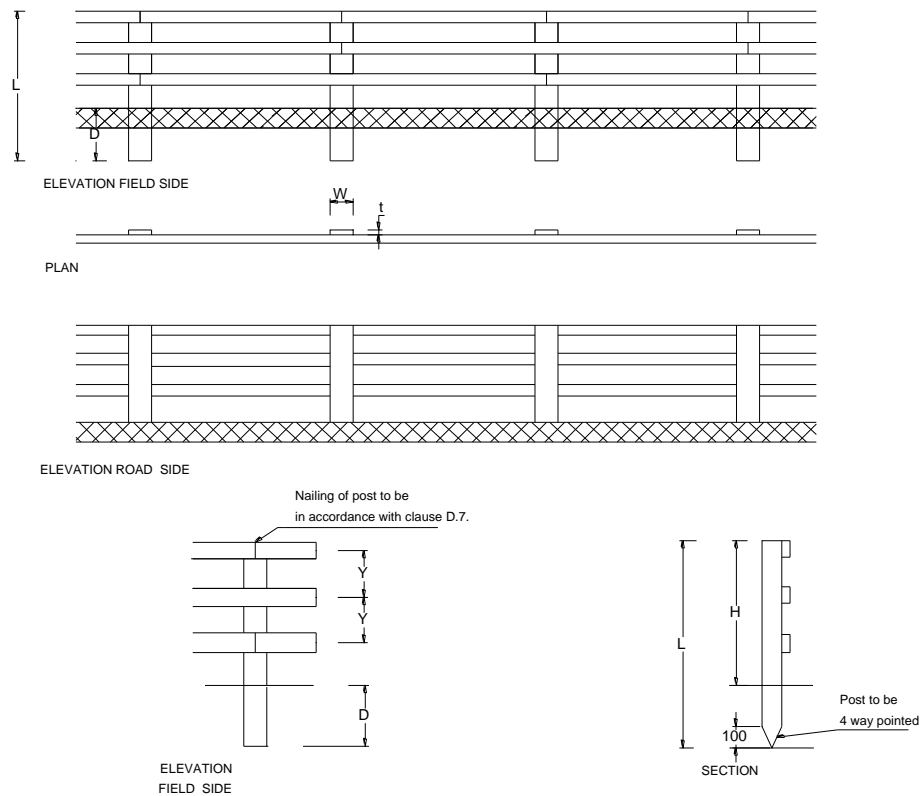 L
D
ELEVATION FIELD SIDE
W
t
PLAN
ELEVATION ROAD SIDE
Nailing of post to be
in accordance with clause D.7.
Y
Y
D
ELEVATION
FIELD SIDE
H
L
100
Post to be
4 way pointed
SECTION